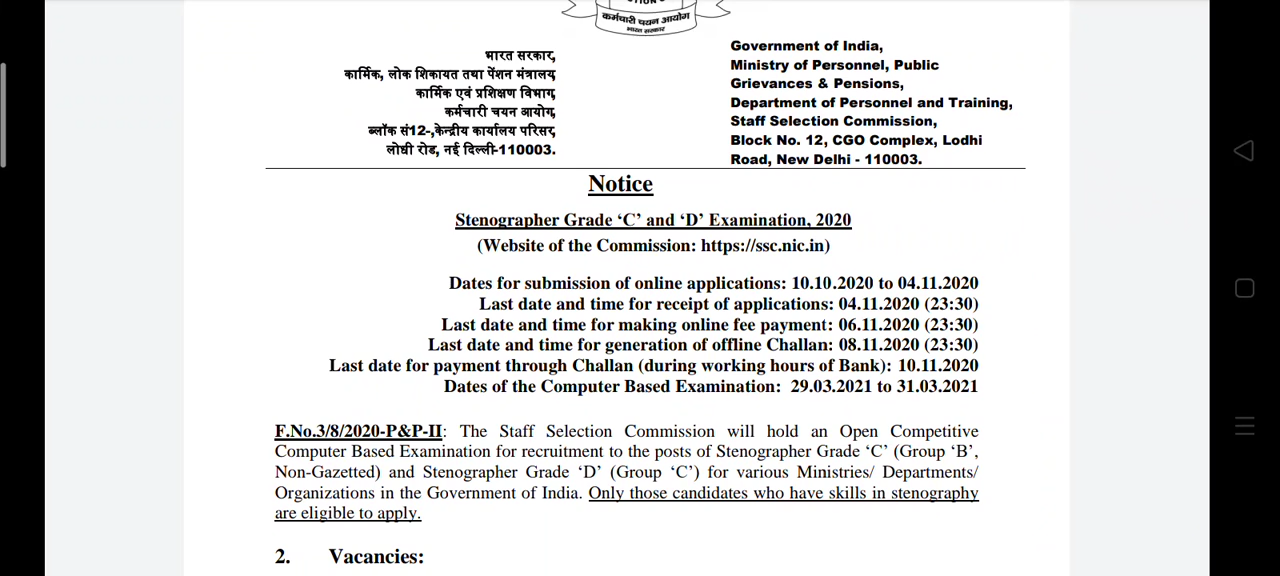 कर्मचारी चयन आयोग
भारत सरकार
भारत सरकार,
कार्मिक, लोक शिकायत तथा पेंशन मंत्रालय,
कार्मिक एवं प्रशिक्षण विभाग,
कर्मचारी चयन आयोग,
ब्लॉक सं12-,केन्द्रीय कार्यालय परिसर,
लोधी रोड, नई दिल्ली-110003.
Government of India,
Ministry of Personnel, Public
Grievances & Pensions,
Department of Personnel and Training,
Staff Selection Commission,
Block No. 12, CGO Complex, Lodhi
Road, New Delhi - 110003.
Notice
Stenographer Grade ‘C’ and ‘D’ Examination, 2020
(Website of the Commission: https://ssc.nic.in)
Dates for submission of online applications: 10.10.2020 to 04.11.2020
Last date and time for receipt of applications: 04.11.2020 (23:30)
Last date and time for making online fee payment: 06.11.2020 (23:30)
Last date and time for generation of offline Challan: 08.11.2020 (23:30)
Last date for payment through Challan (during working hours of Bank): 10.11.2020
Dates of the Computer Based Examination: 29.03.2021 to 31.03.2021
F.No.3/8/2020-P&P-II: The Staff Selection Commission will hold an Open Competitive
Computer Based Examination for recruitment to the posts of Stenographer Grade ‘C’ (Group ‘B’,
Non-Gazetted) and Stenographer Grade ‘D’ (Group ‘C’) for various Ministries/ Departments/
Organizations in the Government of India. Only those candidates who have skills in stenography
are eligible to apply.
2. Vacancies: